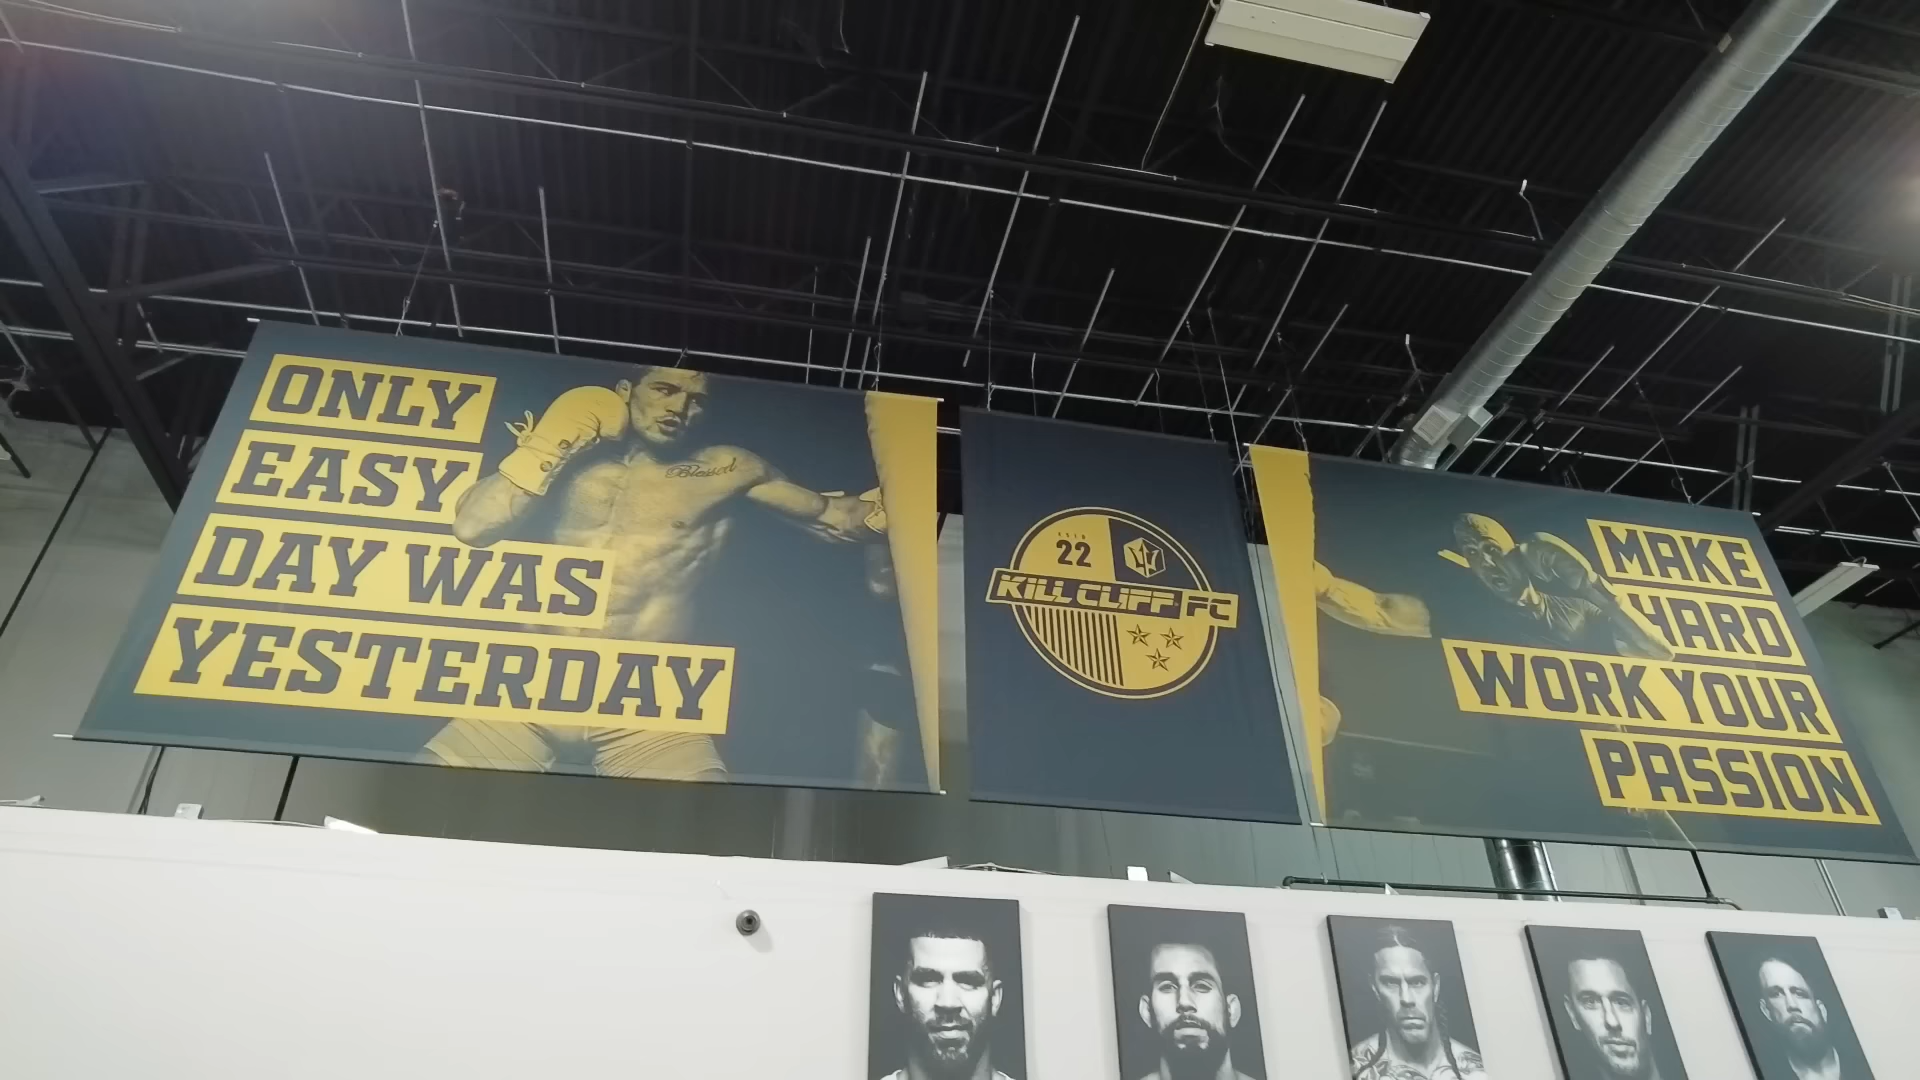 ONLY
EASY
DAY WAS
YESTERDAY
Blessed
ESTD
22
KILL CLIFF FC
MAKE
HARD
WORK YOUR
PASSION